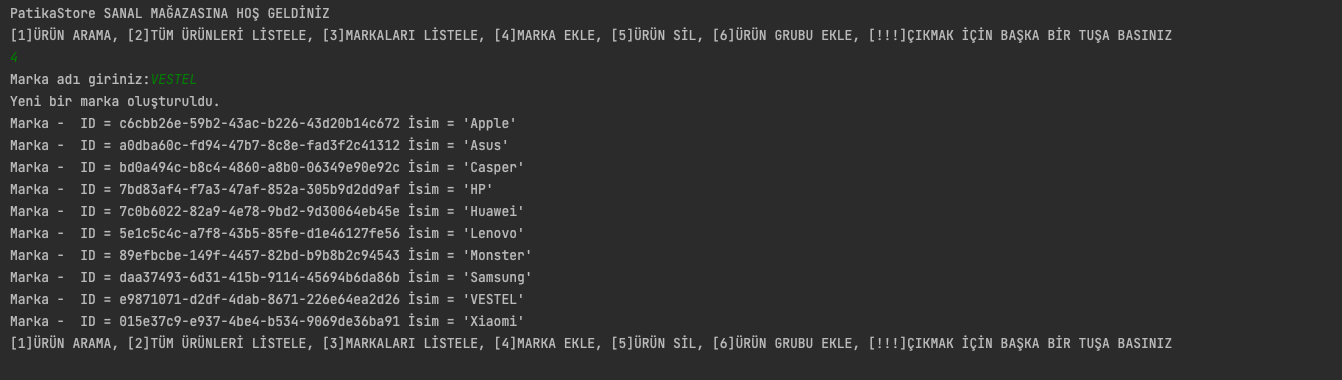 PatikaStore SANAL MAĞAZASINA HOŞ GELDİNİZ
[1]ÜRÜN ARAMA, [2]TÜM ÜRÜNLERİ LİSTELE, [3]MARKALARI LİSTELE, [4]MARKA EKLE, [5]ÜRÜN SİL, [6]ÜRÜN GRUBU EKLE, [!!!]ÇIKMAK İÇİN BAŞKA BİR TUŞA BASINIZ
4
Marka adı giriniz:VESTEL
Yeni bir marka oluşturuldu.
Marka -  ID = c6cbb26e-59b2-43ac-b226-43d20b14c672 İsim = 'Apple'
Marka -  ID = a0dba60c-fd94-47b7-8c8e-fad3f2c41312 İsim = 'Asus'
Marka -  ID = bd0a494c-b8c4-4860-a8b0-06349e90e92c İsim = 'Casper'
Marka -  ID = 7bd83af4-f7a3-47af-852a-305b9d2dd9af İsim = 'HP'
Marka -  ID = 7c0b6022-82a9-4e78-9bd2-9d30064eb45e İsim = 'Huawei'
Marka -  ID = 5e1c5c4c-a7f8-43b5-85fe-d1e46127fe56 İsim = 'Lenovo'
Marka -  ID = 89efbcbe-149f-4457-82bd-b9b8b2c94543 İsim = 'Monster'
Marka -  ID = daa37493-6d31-415b-9114-45694b6da86b İsim = 'Samsung'
Marka -  ID = e9871071-d2df-4dab-8671-226e64ea2d26 İsim = 'VESTEL'
Marka -  ID = 015e37c9-e937-4be4-b534-9069de36ba91 İsim = 'Xiaomi'
[1]ÜRÜN ARAMA, [2]TÜM ÜRÜNLERİ LİSTELE, [3]MARKALARI LİSTELE, [4]MARKA EKLE, [5]ÜRÜN SİL, [6]ÜRÜN GRUBU EKLE, [!!!]ÇIKMAK İÇİN BAŞKA BİR TUŞA BASINIZ